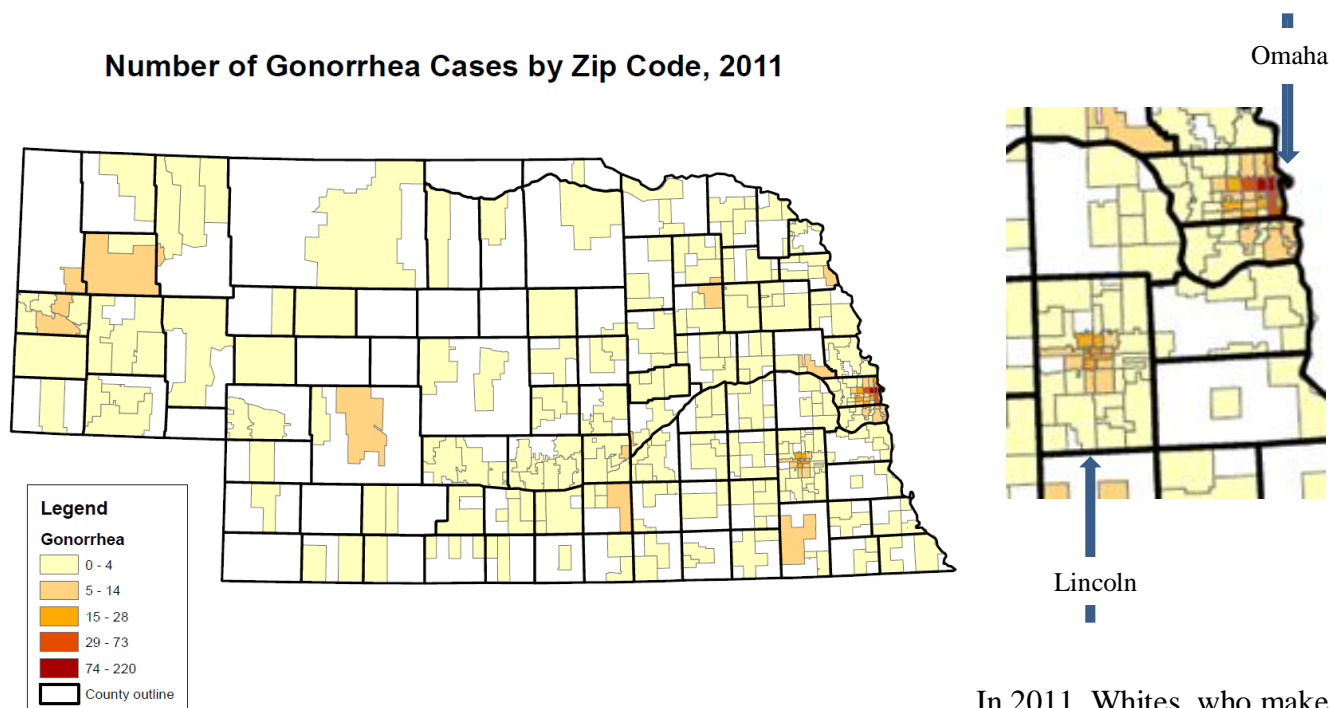 Number of Gonorrhea Cases by Zip Code, 2011
Omaha
Legend
Gonorrhea
0 - 4
5 - 14
15 - 28
29 - 73
74 - 220
County outline
Lincoln
In 2011, Whites, who make